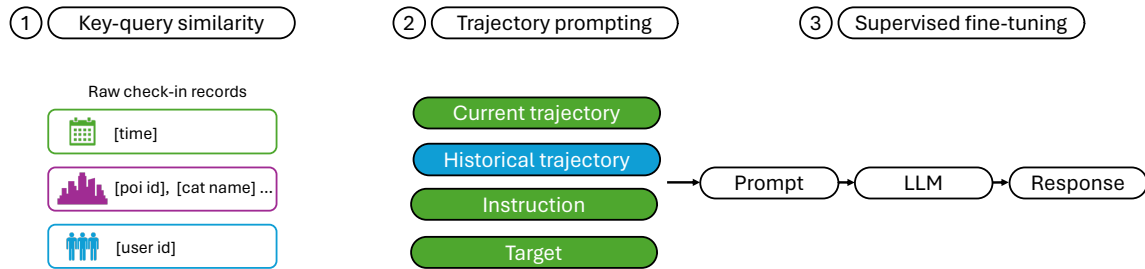 1 Key-query similarity
2 Trajectory prompting
3 Supervised fine-tuning
Raw check-in records
[time]
[poi id], [cat name] ...
[user id]
Current trajectory
Historical trajectory
Instruction
Target
Prompt
LLM
Response